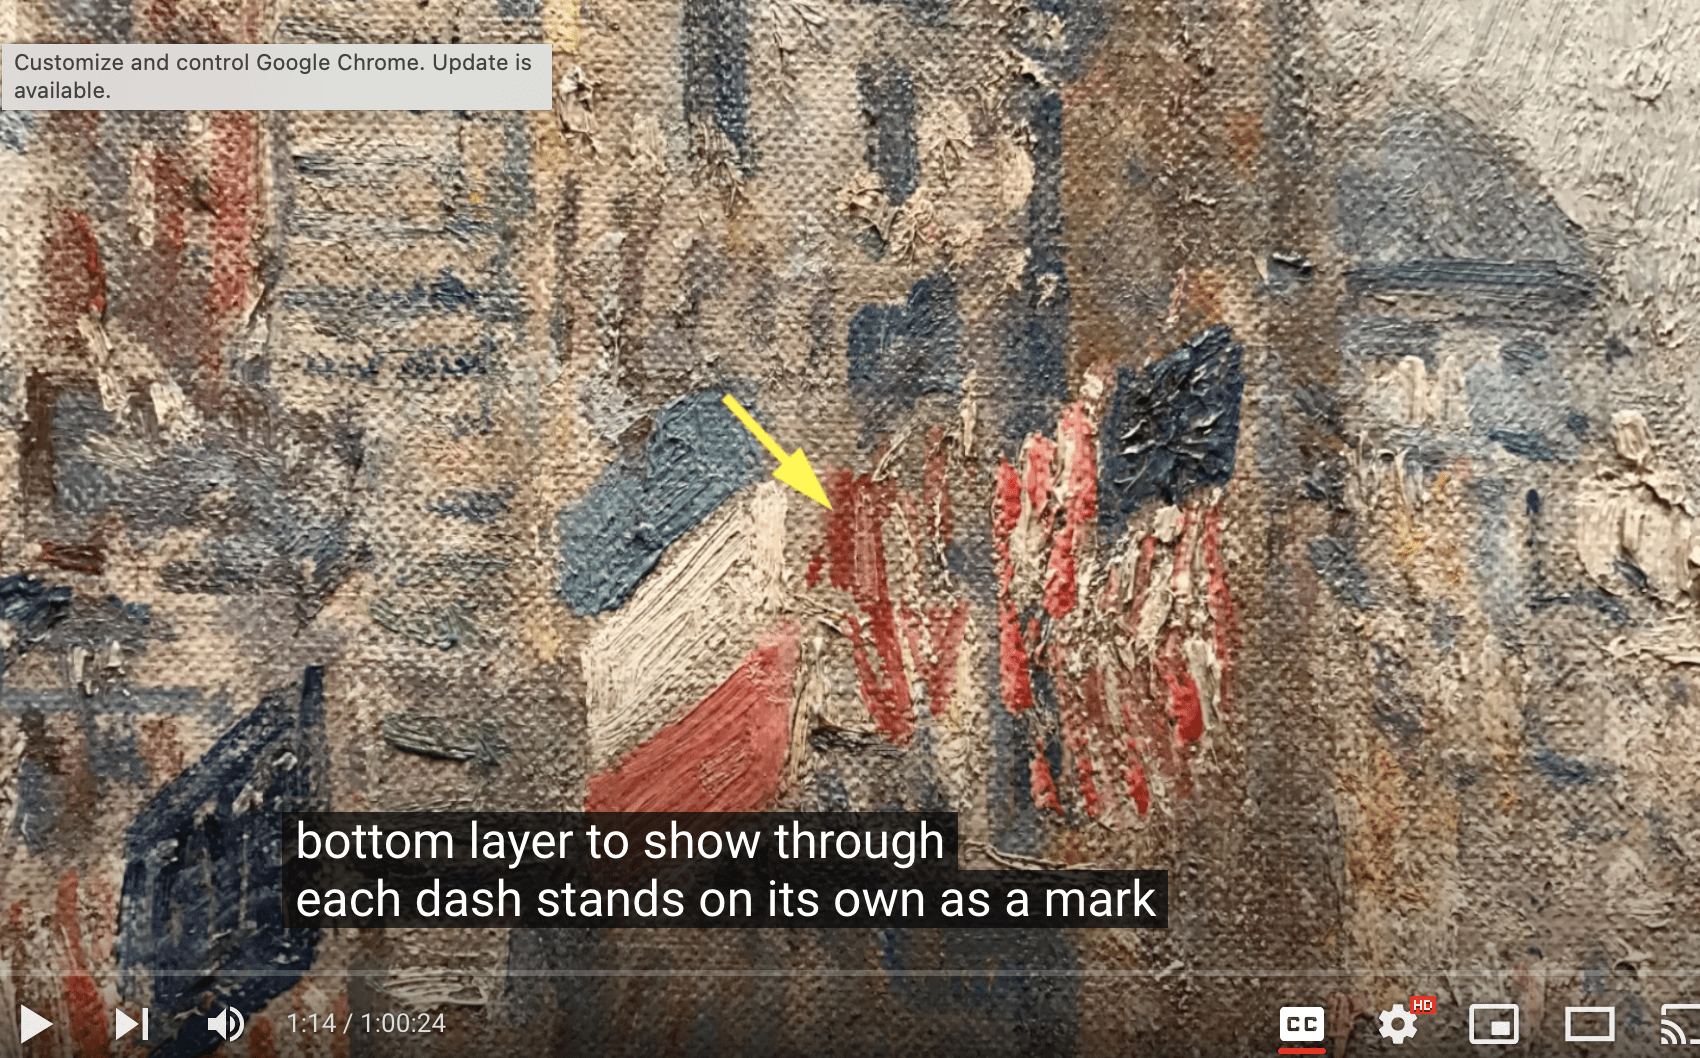 Customize and control Google Chrome. Update is
available.
bottom layer to show through
each dash stands on its own as a mark
1:14 / 1:00:24
CC
HD